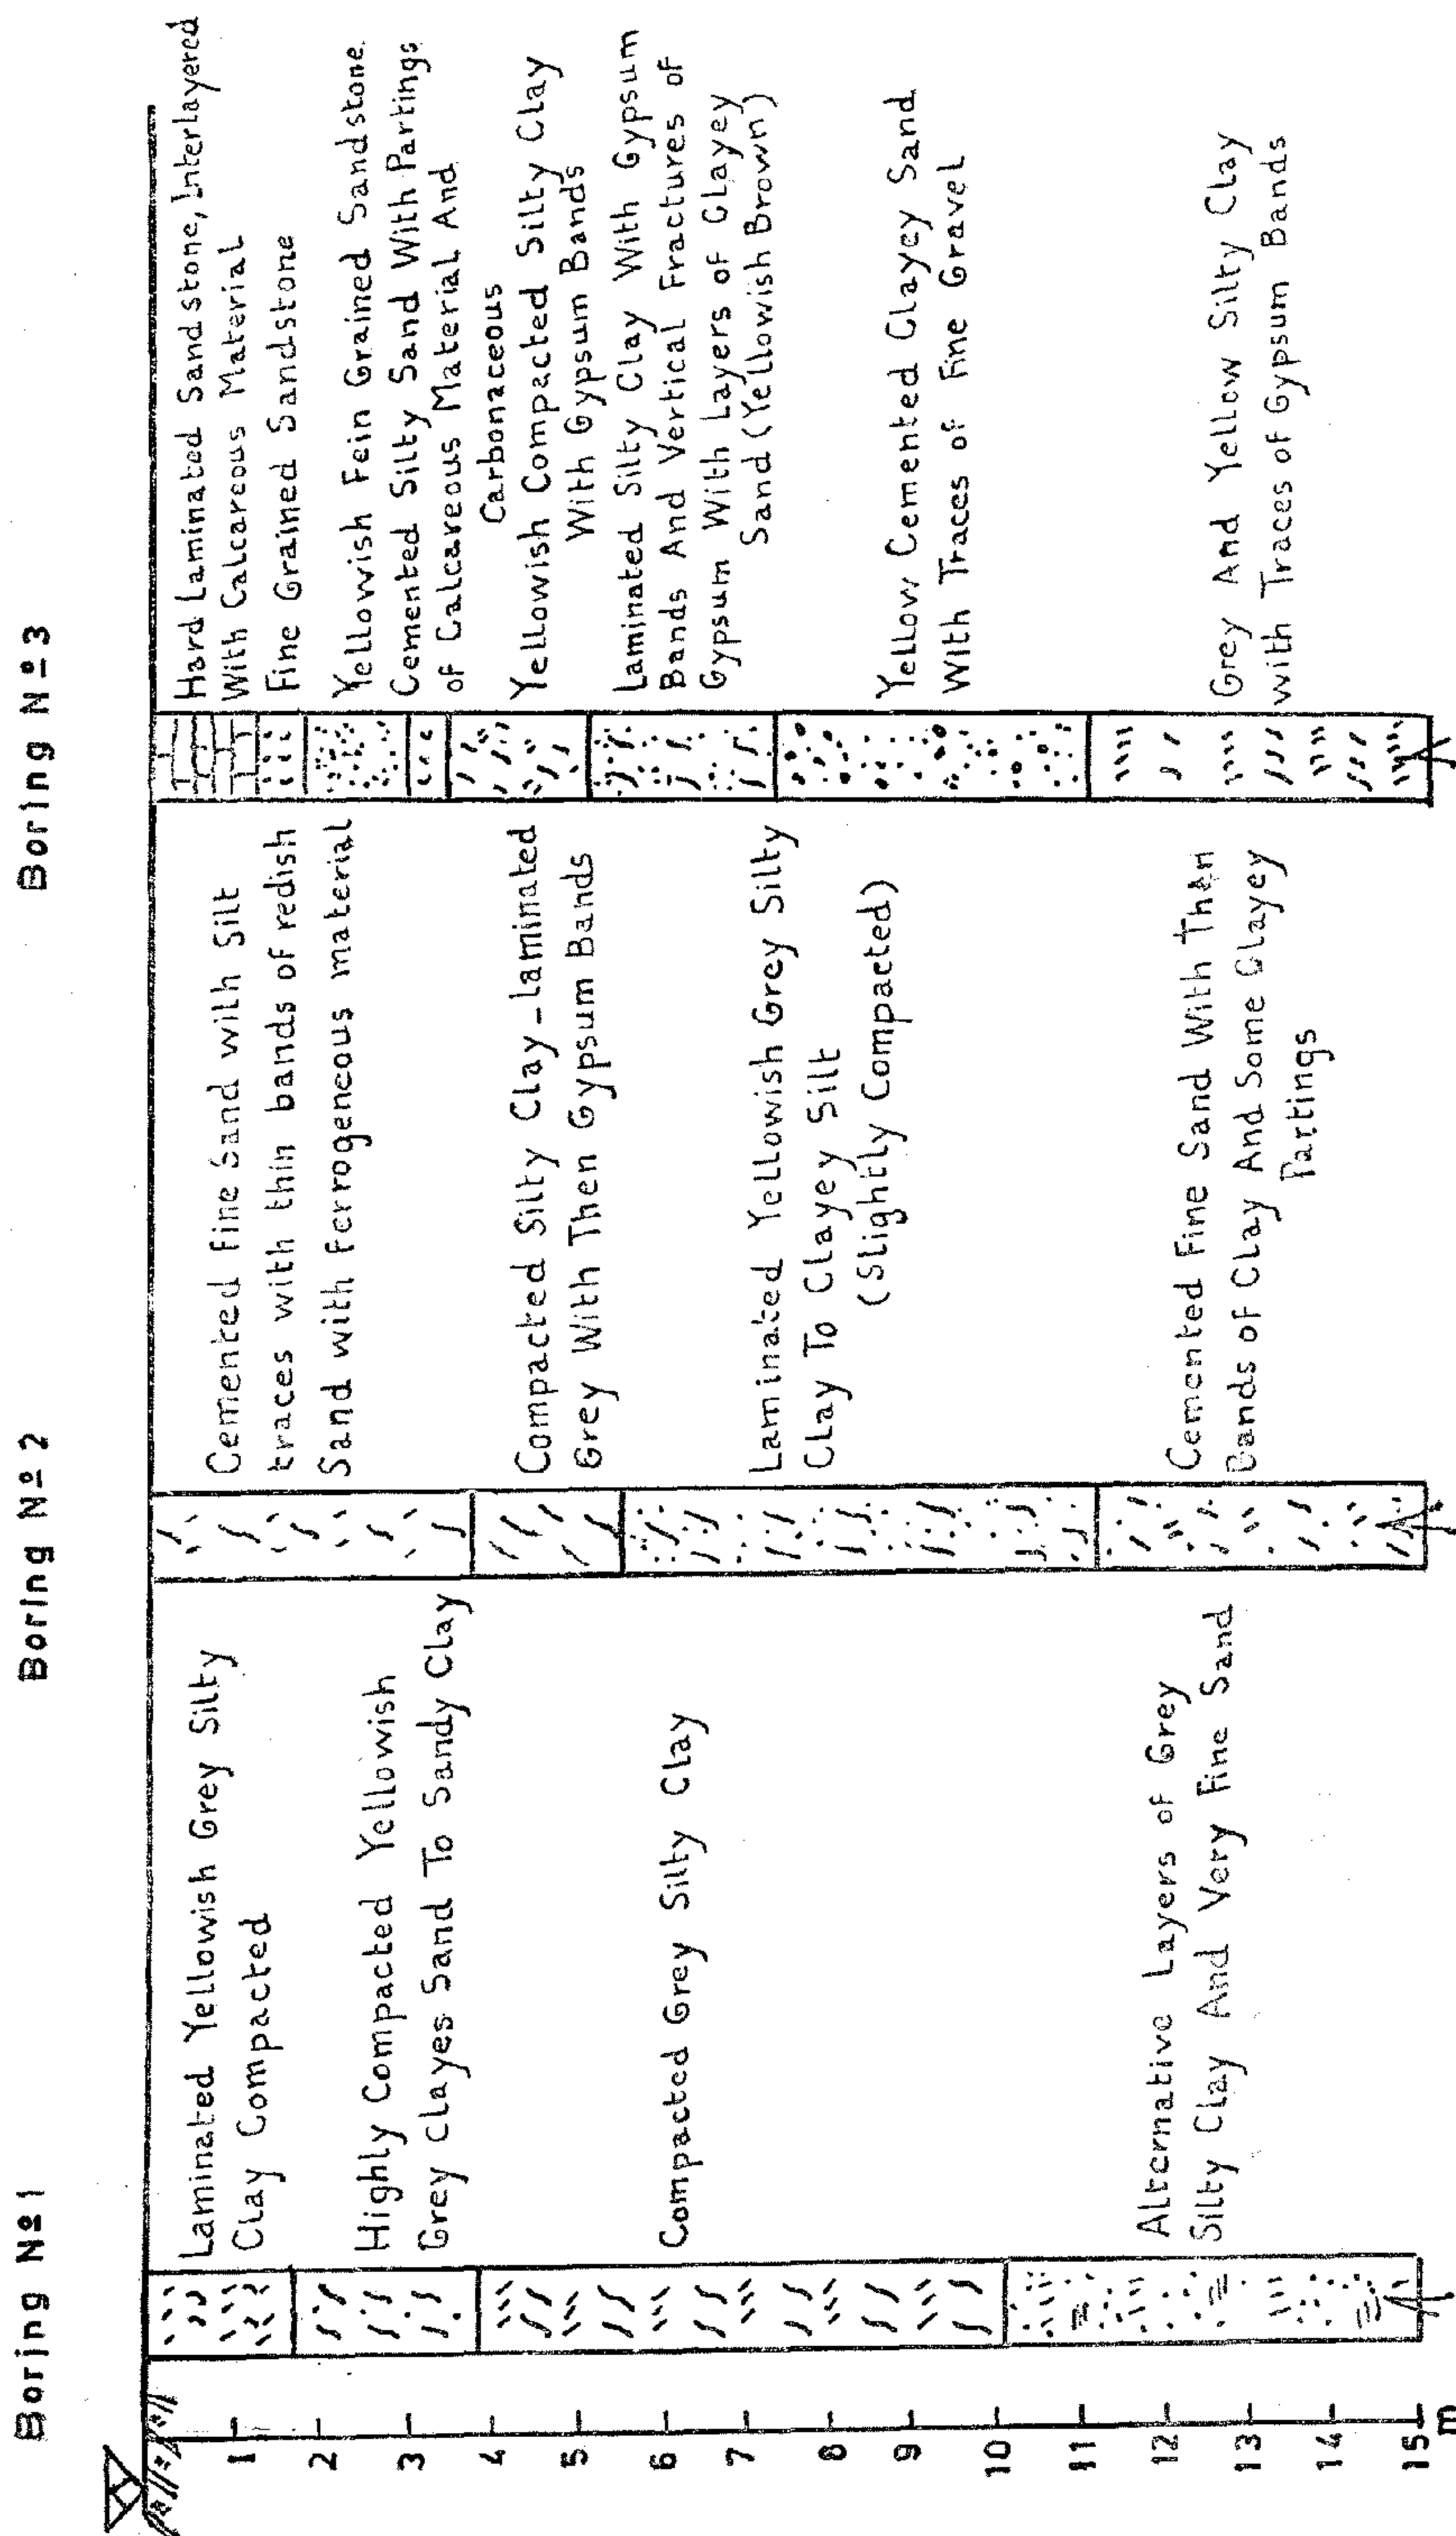 Boring Nº1
Laminated Yellowish Grey Silty
Clay Compacted
Highly Compacted Yellowish
Grey Clayes Sand To Sandy Clay
Compacted Grey Silty Clay
Alternative Layers of Grey
Silty Clay And Very Fine Sand
1
2
3
4
5
6
7
8
9
10
11
12
13
14
15
m
Boring Nº 2
Cemented Fine Sand with Silt
traces with thin bands of redish
Sand with Ferrogeneous material
Compacted Silty Clay-laminated
Grey With Then Gypsum Bands
Laminated Yellowish Grey Silty
Clay To Clayey Silt
(Slightly Compacted)
Cemented Fine Sand With Then
Bands of Clay And Some Clayey
Partings
Boring Nº 3
Hard Laminated Sandstone, Interlayered
With Calcareous Material
Fine Grained Sandstone
Yellowish Fein Grained Sandstone.
Cemented Silty Sand With Partings
of Calcareous Material And
Carbonaceous
Yellowish Compacted Silty Clay
With Gypsum Bands
Laminated Silty Clay With Gypsum
Bands And Vertical Fractures of
Gypsum With Layers of Clayey
Sand (Yellowish Brown)
Yellow Cemented Clayey Sand
With Traces of Fine Gravel
Grey And Yellow Silty Clay
with Traces of Gypsum Bands